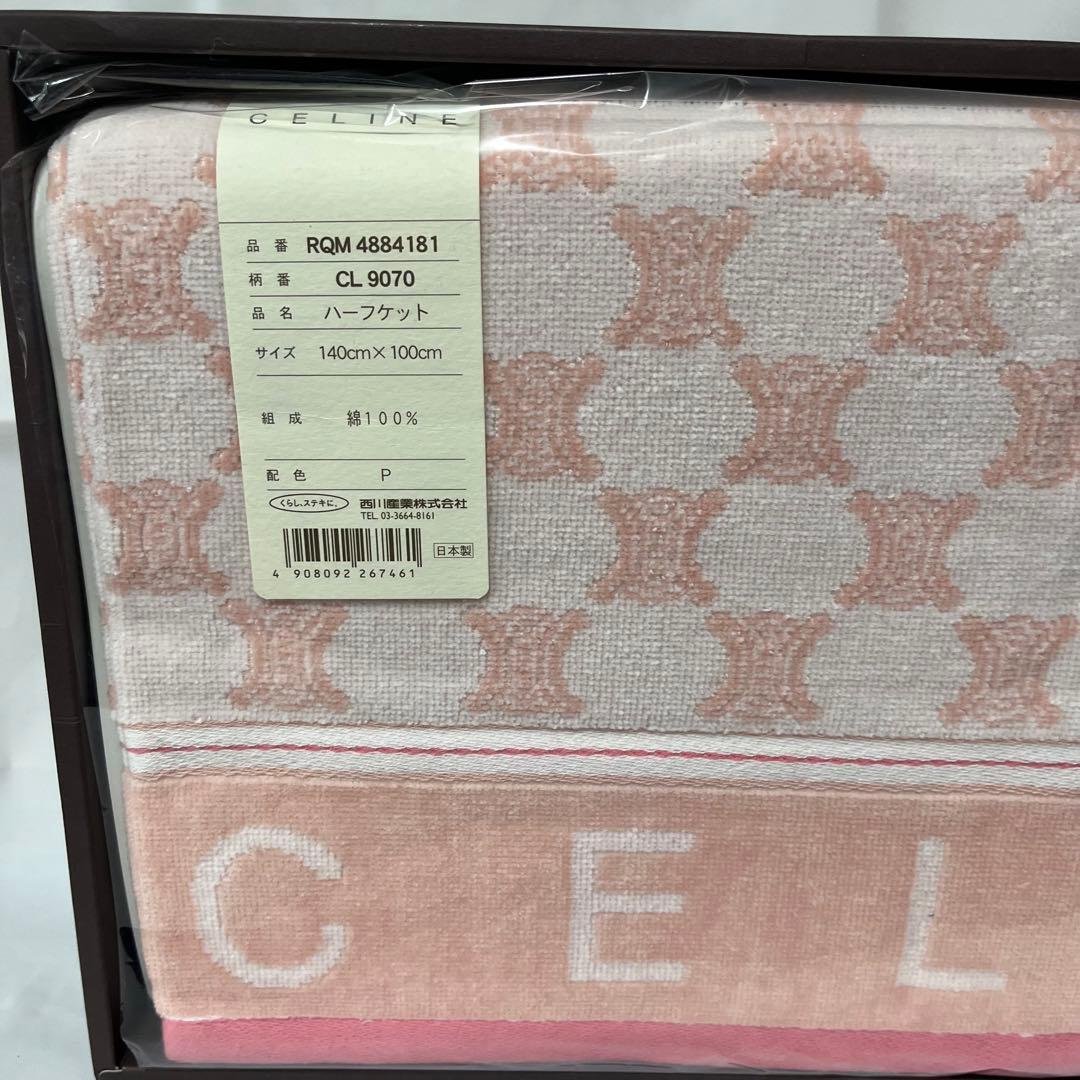 CELINE
品番 RQM 4884181
柄番 CL 9070
品名 ハーフケット
サイズ 140cm×100cm
組成 綿100%
配色 P
くらし、ステキに。 西川産業株式会社
TEL. 03-3664-8161
日本製
4 908092 267461
CEL